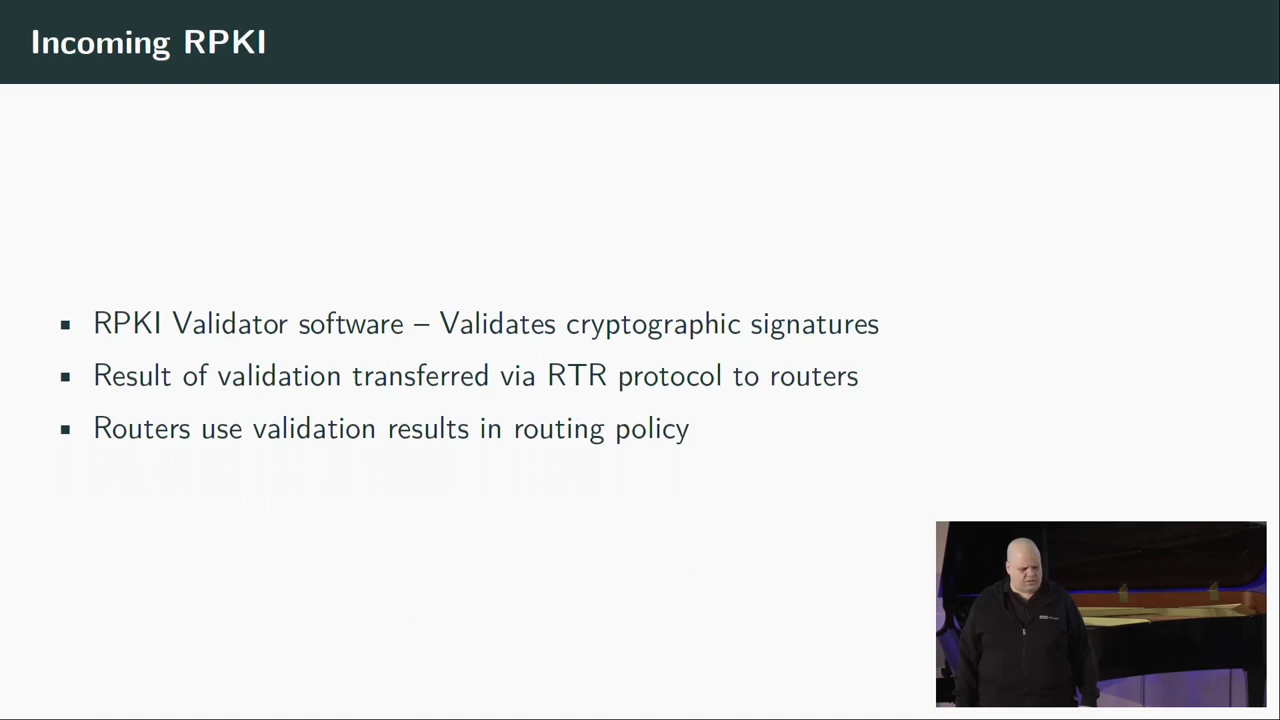 Incoming RPKI
▪ RPKI Validator software – Validates cryptographic signatures
▪ Result of validation transferred via RTR protocol to routers
▪ Routers use validation results in routing policy